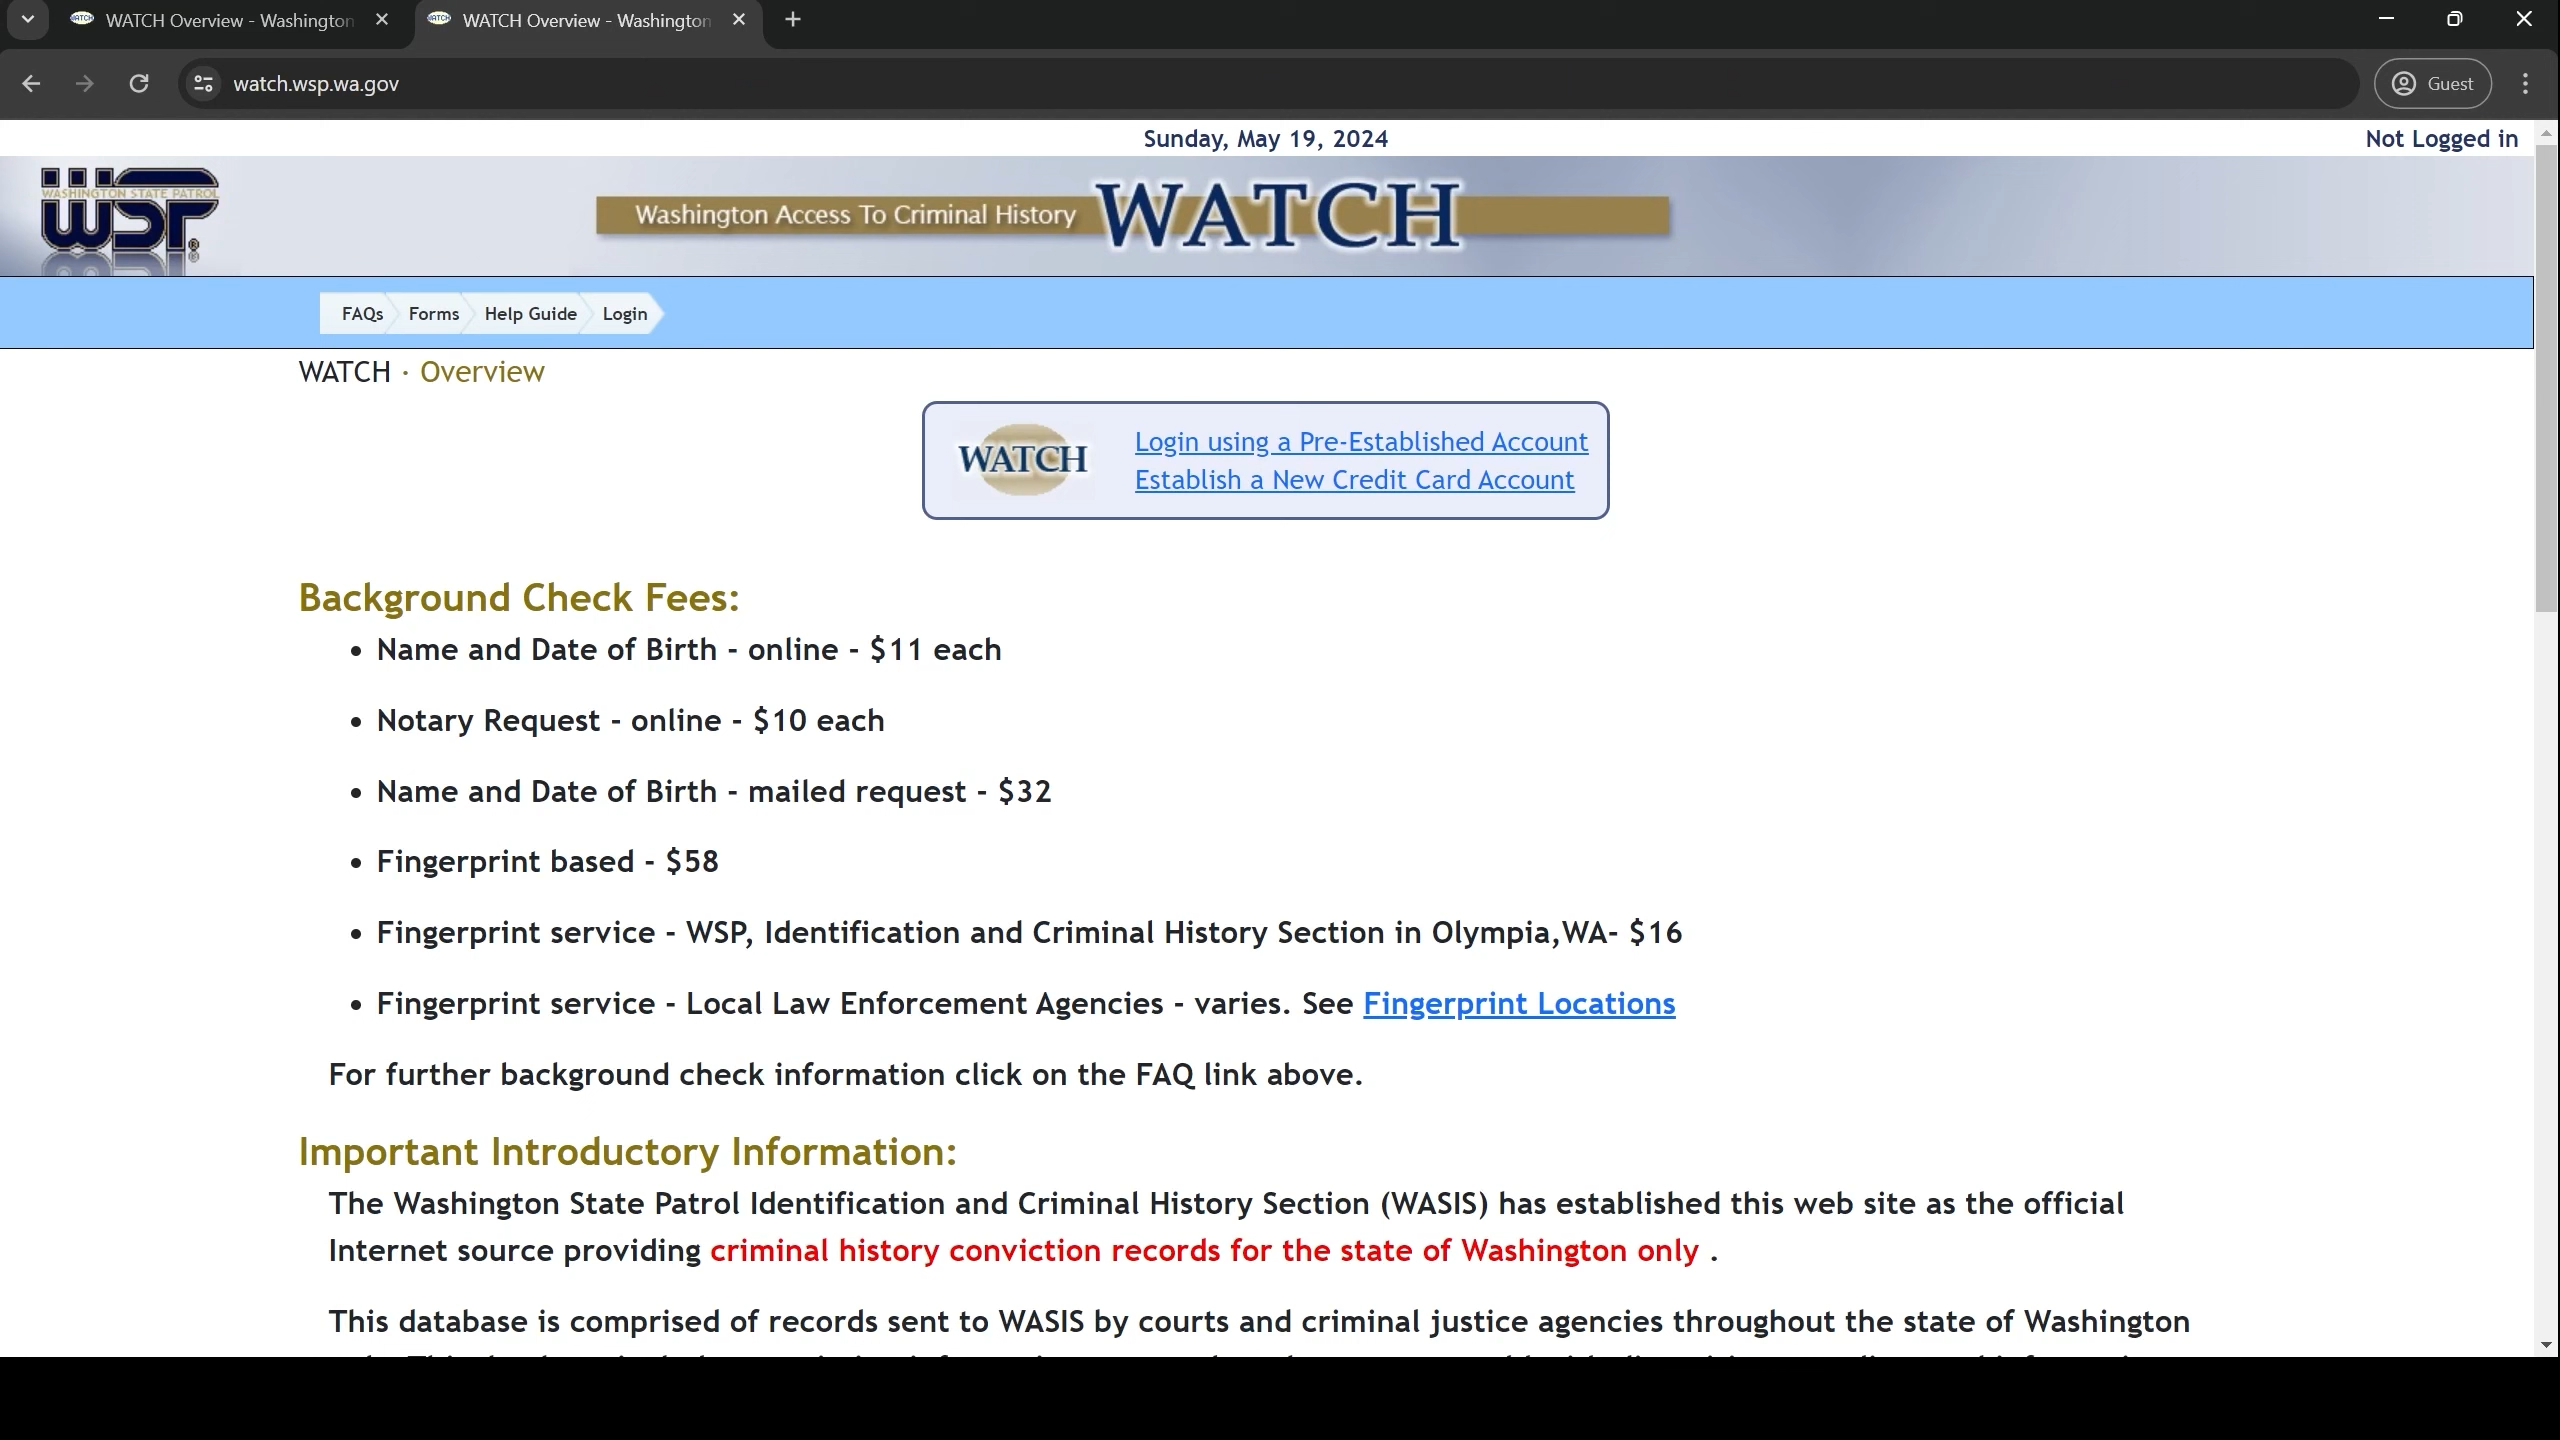 WATCH Overview - Washington
WATCH Overview - Washington
watch.wsp.wa.gov
Guest
Sunday, May 19, 2024
Not Logged in
WASHINGTON STATE PATROL
WSP
Washington Access To Criminal History
WATCH
FAQs
Forms
Help Guide
Login
WATCH · Overview
WATCH
Login using a Pre-Established Account
Establish a New Credit Card Account
Background Check Fees:
• Name and Date of Birth - online - $11 each
• Notary Request - online - $10 each
• Name and Date of Birth - mailed request - $32
• Fingerprint based - $58
• Fingerprint service - WSP, Identification and Criminal History Section in Olympia,WA- $16
• Fingerprint service - Local Law Enforcement Agencies - varies. See Fingerprint Locations
For further background check information click on the FAQ link above.
Important Introductory Information:
The Washington State Patrol Identification and Criminal History Section (WASIS) has established this web site as the official
Internet source providing criminal history conviction records for the state of Washington only .
This database is comprised of records sent to WASIS by courts and criminal justice agencies throughout the state of Washington